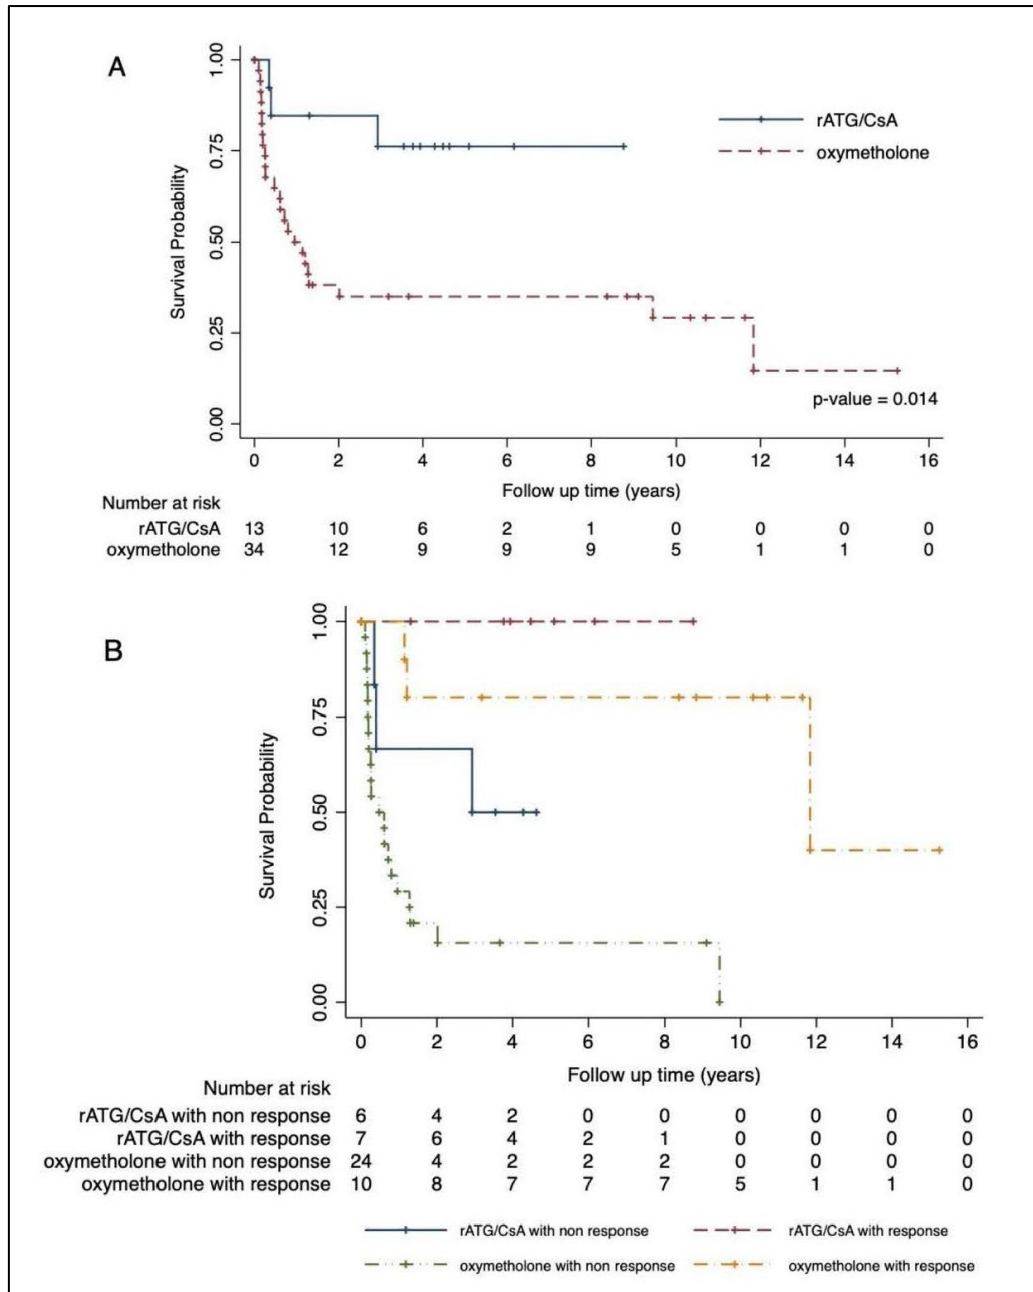 A
1.00
0.75
0.50
0.25
0.00
Survival Probability
rATG/CsA
oxymetholone
p-value = 0.014
0 2 4 6 8 10 12 14 16
Follow up time (years)
Number at risk
rATG/CsA 13 10 6 2 1 0 0 0 0
oxymetholone 34 12 9 9 9 5 1 1 0
B
1.00
0.75
0.50
0.25
0.00
Survival Probability
0 2 4 6 8 10 12 14 16
Follow up time (years)
Number at risk
rATG/CsA with non response 6 4 2 0 0 0 0 0 0
rATG/CsA with response 7 6 4 2 1 0 0 0 0
oxymetholone with non response 24 4 2 2 2 0 0 0 0
oxymetholone with response 10 8 7 7 7 5 1 1 0
rATG/CsA with non response rATG/CsA with response
oxymetholone with non response oxymetholone with response